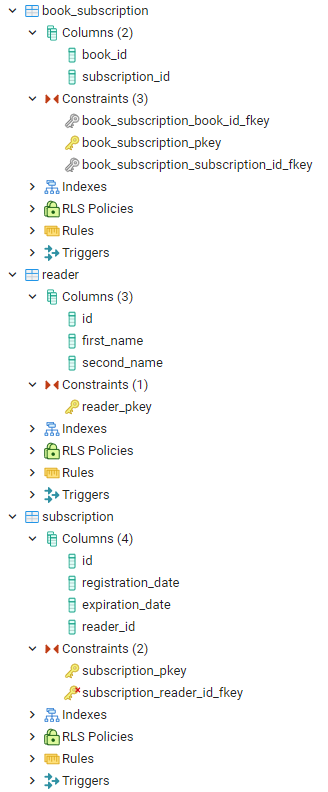 book_subscription
Columns (2)
book_id
subscription_id
Constraints (3)
book_subscription_book_id_fkey
book_subscription_pkey
book_subscription_subscription_id_fkey
Indexes
RLS Policies
Rules
Triggers
reader
Columns (3)
id
first_name
second_name
Constraints (1)
reader_pkey
Indexes
RLS Policies
Rules
Triggers
subscription
Columns (4)
id
registration_date
expiration_date
reader_id
Constraints (2)
subscription_pkey
subscription_reader_id_fkey
Indexes
RLS Policies
Rules
Triggers